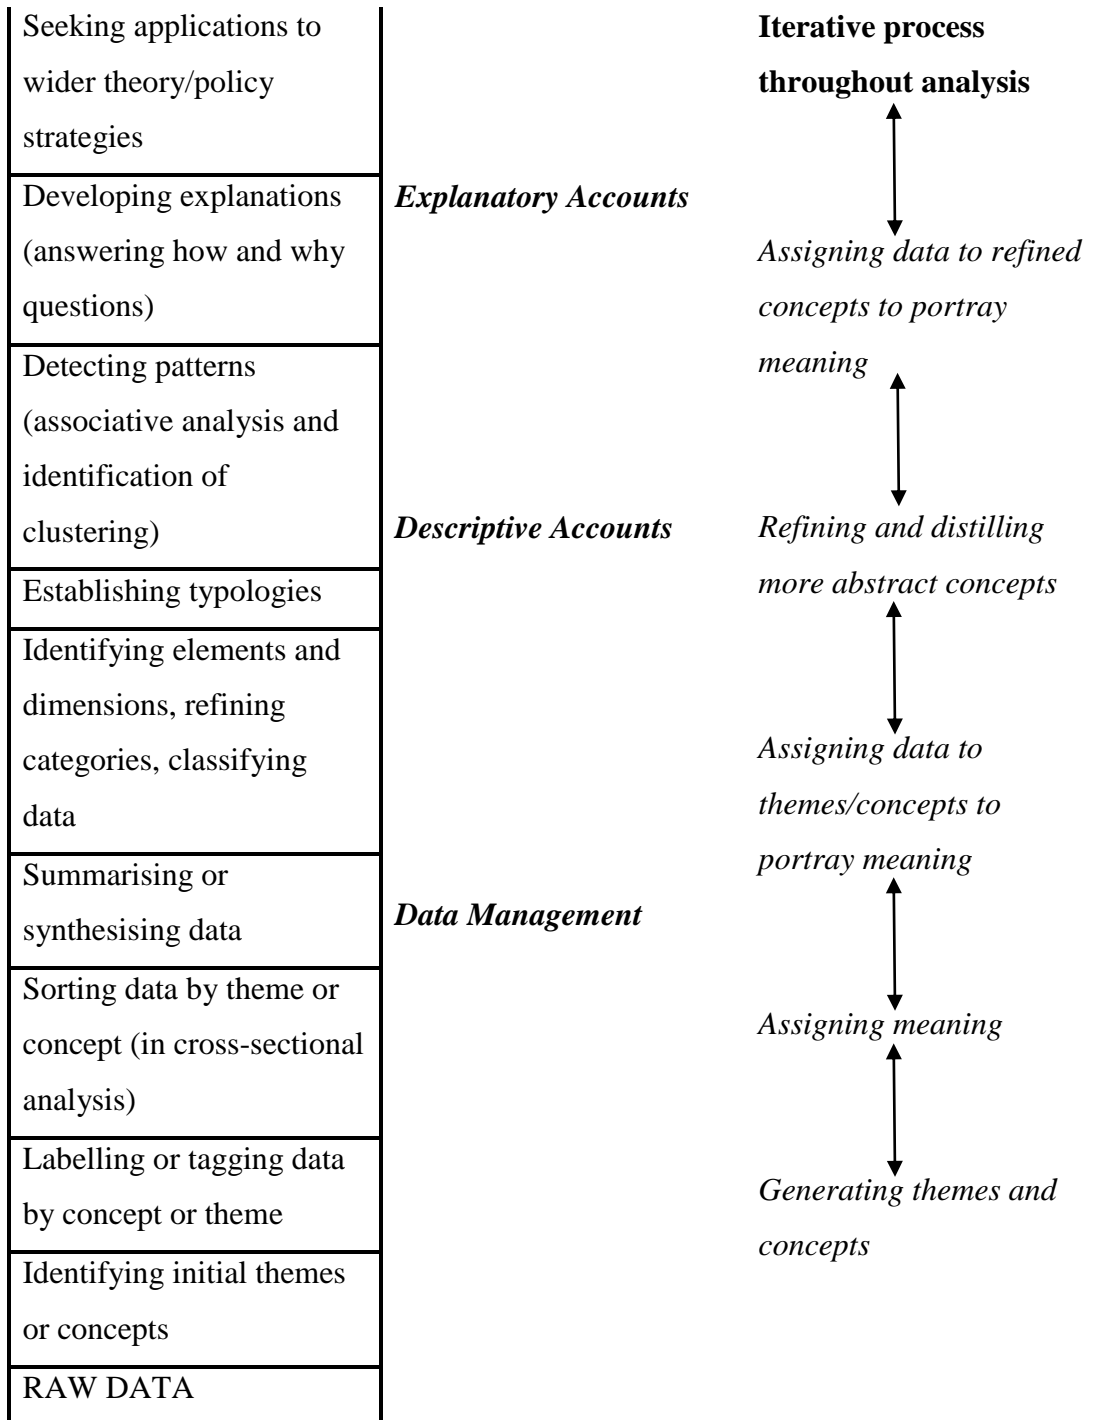 Seeking applications to
wider theory/policy
strategies
Developing explanations
(answering how and why
questions)
Detecting patterns
(associative analysis and
identification of
clustering)
Establishing typologies
Identifying elements and
dimensions, refining
categories, classifying
data
Summarising or
synthesising data
Sorting data by theme or
concept (in cross-sectional
analysis)
Labelling or tagging data
by concept or theme
Identifying initial themes
or concepts
RAW DATA
Explanatory Accounts
Descriptive Accounts
Data Management
Iterative process
throughout analysis
Assigning data to refined
concepts to portray
meaning
Refining and distilling
more abstract concepts
Assigning data to
themes/concepts to
portray meaning
Assigning meaning
Generating themes and
concepts